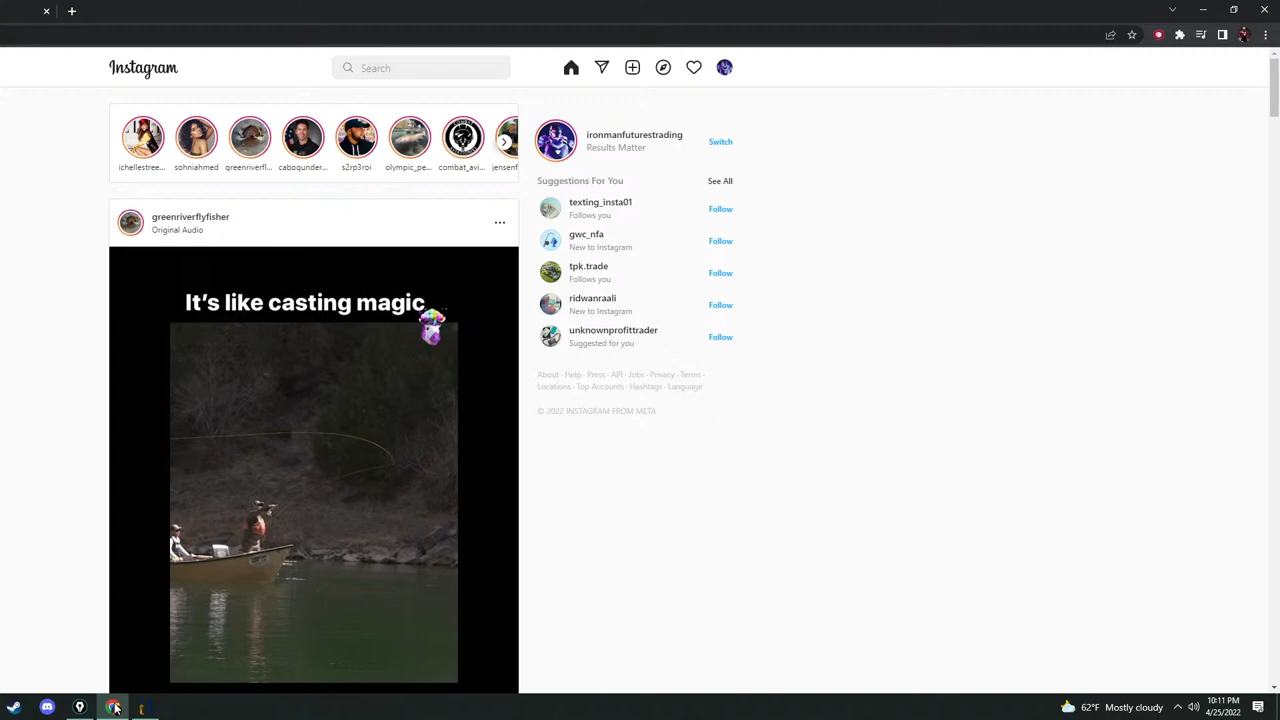 Instagram
Search
ichellestree...
sohniahmed
greenriverfl...
caboqunder...
s2rp3roi
olympic_pe...
combat_avi...
jensenf
greenriverflyfisher
Original Audio
It's like casting magic
ironmanfuturestrading
Results Matter
Switch
Suggestions For You
See All
texting_insta01
Follows you
Follow
gwc_nfa
New to Instagram
Follow
tpk.trade
Follows you
Follow
ridwanraali
New to Instagram
Follow
unknownprofittrader
Suggested for you
Follow
About · Help · Press · API · Jobs · Privacy · Terms ·
Locations · Top Accounts · Hashtags · Language
© 2022 INSTAGRAM FROM META
62°F Mostly cloudy
10:11 PM
4/25/2022